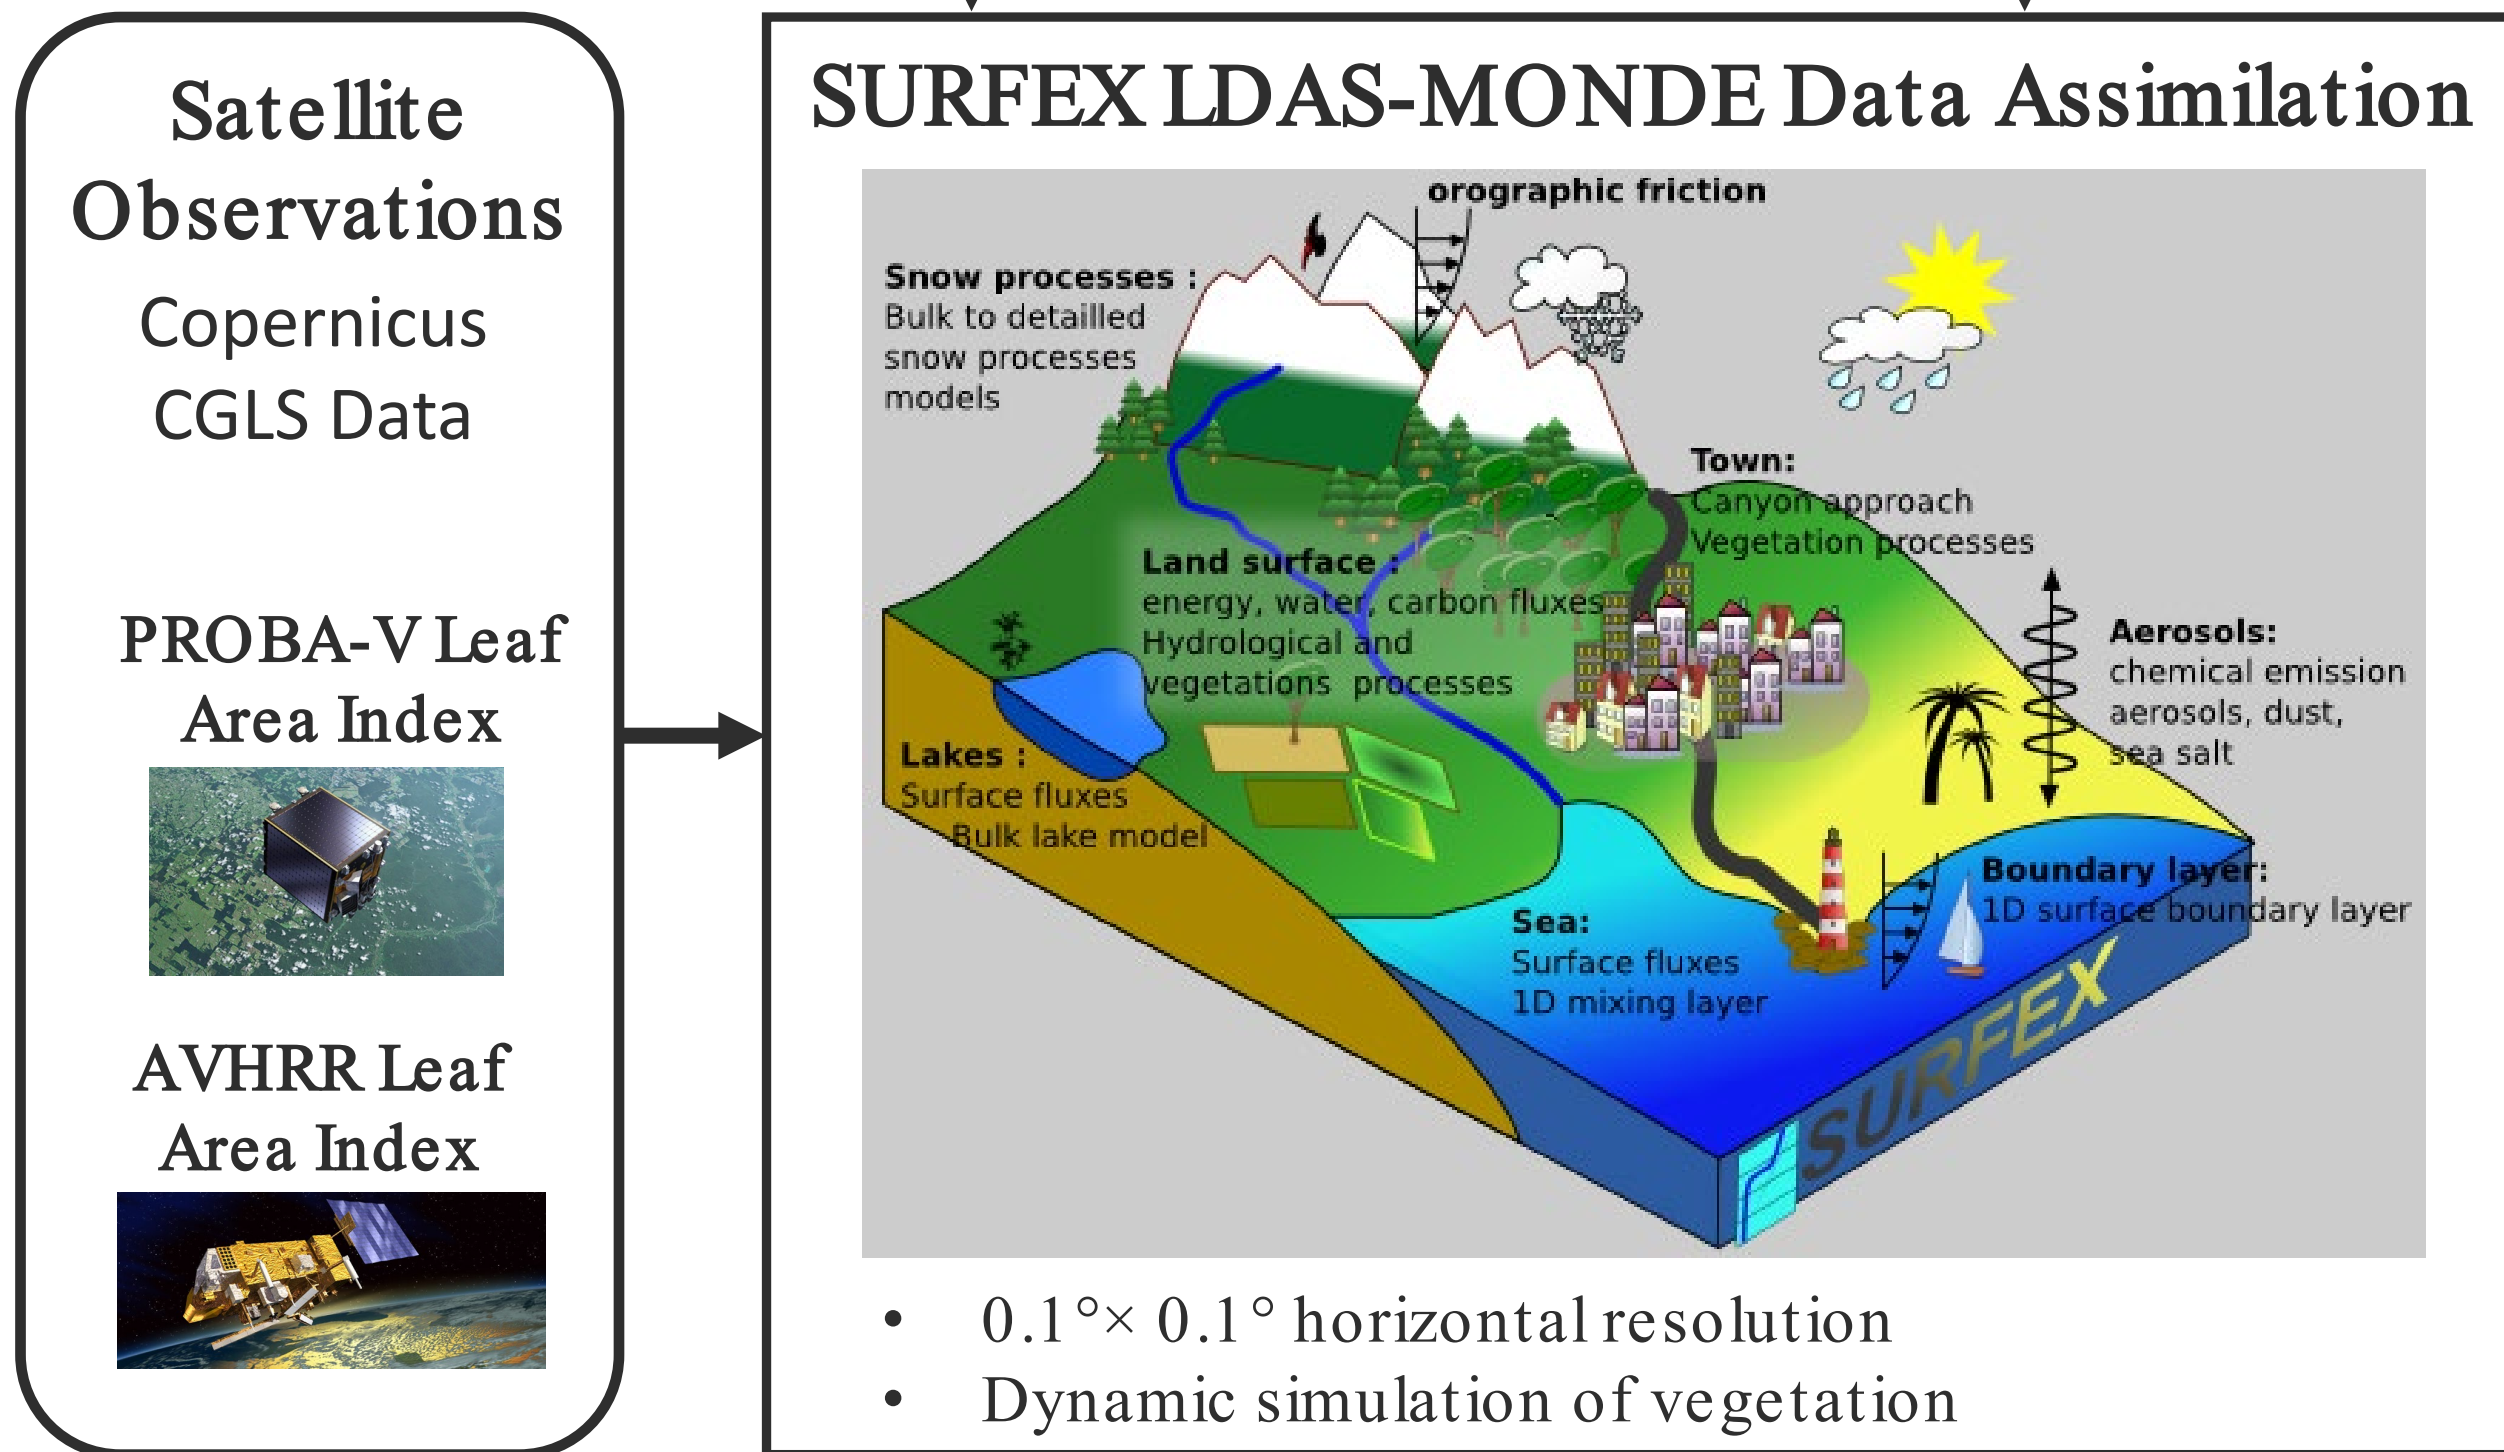 Satellite
Observations
Copernicus
CGLS Data
PROBA-V Leaf
Area Index
AVHRR Leaf
Area Index
SURFEX LDAS-MONDE Data Assimilation
orographic friction
Snow processes :
Bulk to detailled
snow processes
models
Town:
Canyon approach
Vegetation processes
Land surface :
energy, water, carbon fluxes
Hydrological and
vegetations processes
Aerosols:
chemical emission
aerosols, dust,
sea salt
Lakes :
Surface fluxes
Bulk lake model
Boundary layer:
1D surface boundary layer
Sea:
Surface fluxes
1D mixing layer
SURFEX
• 0.1°× 0.1° horizontal resolution
• Dynamic simulation of vegetation